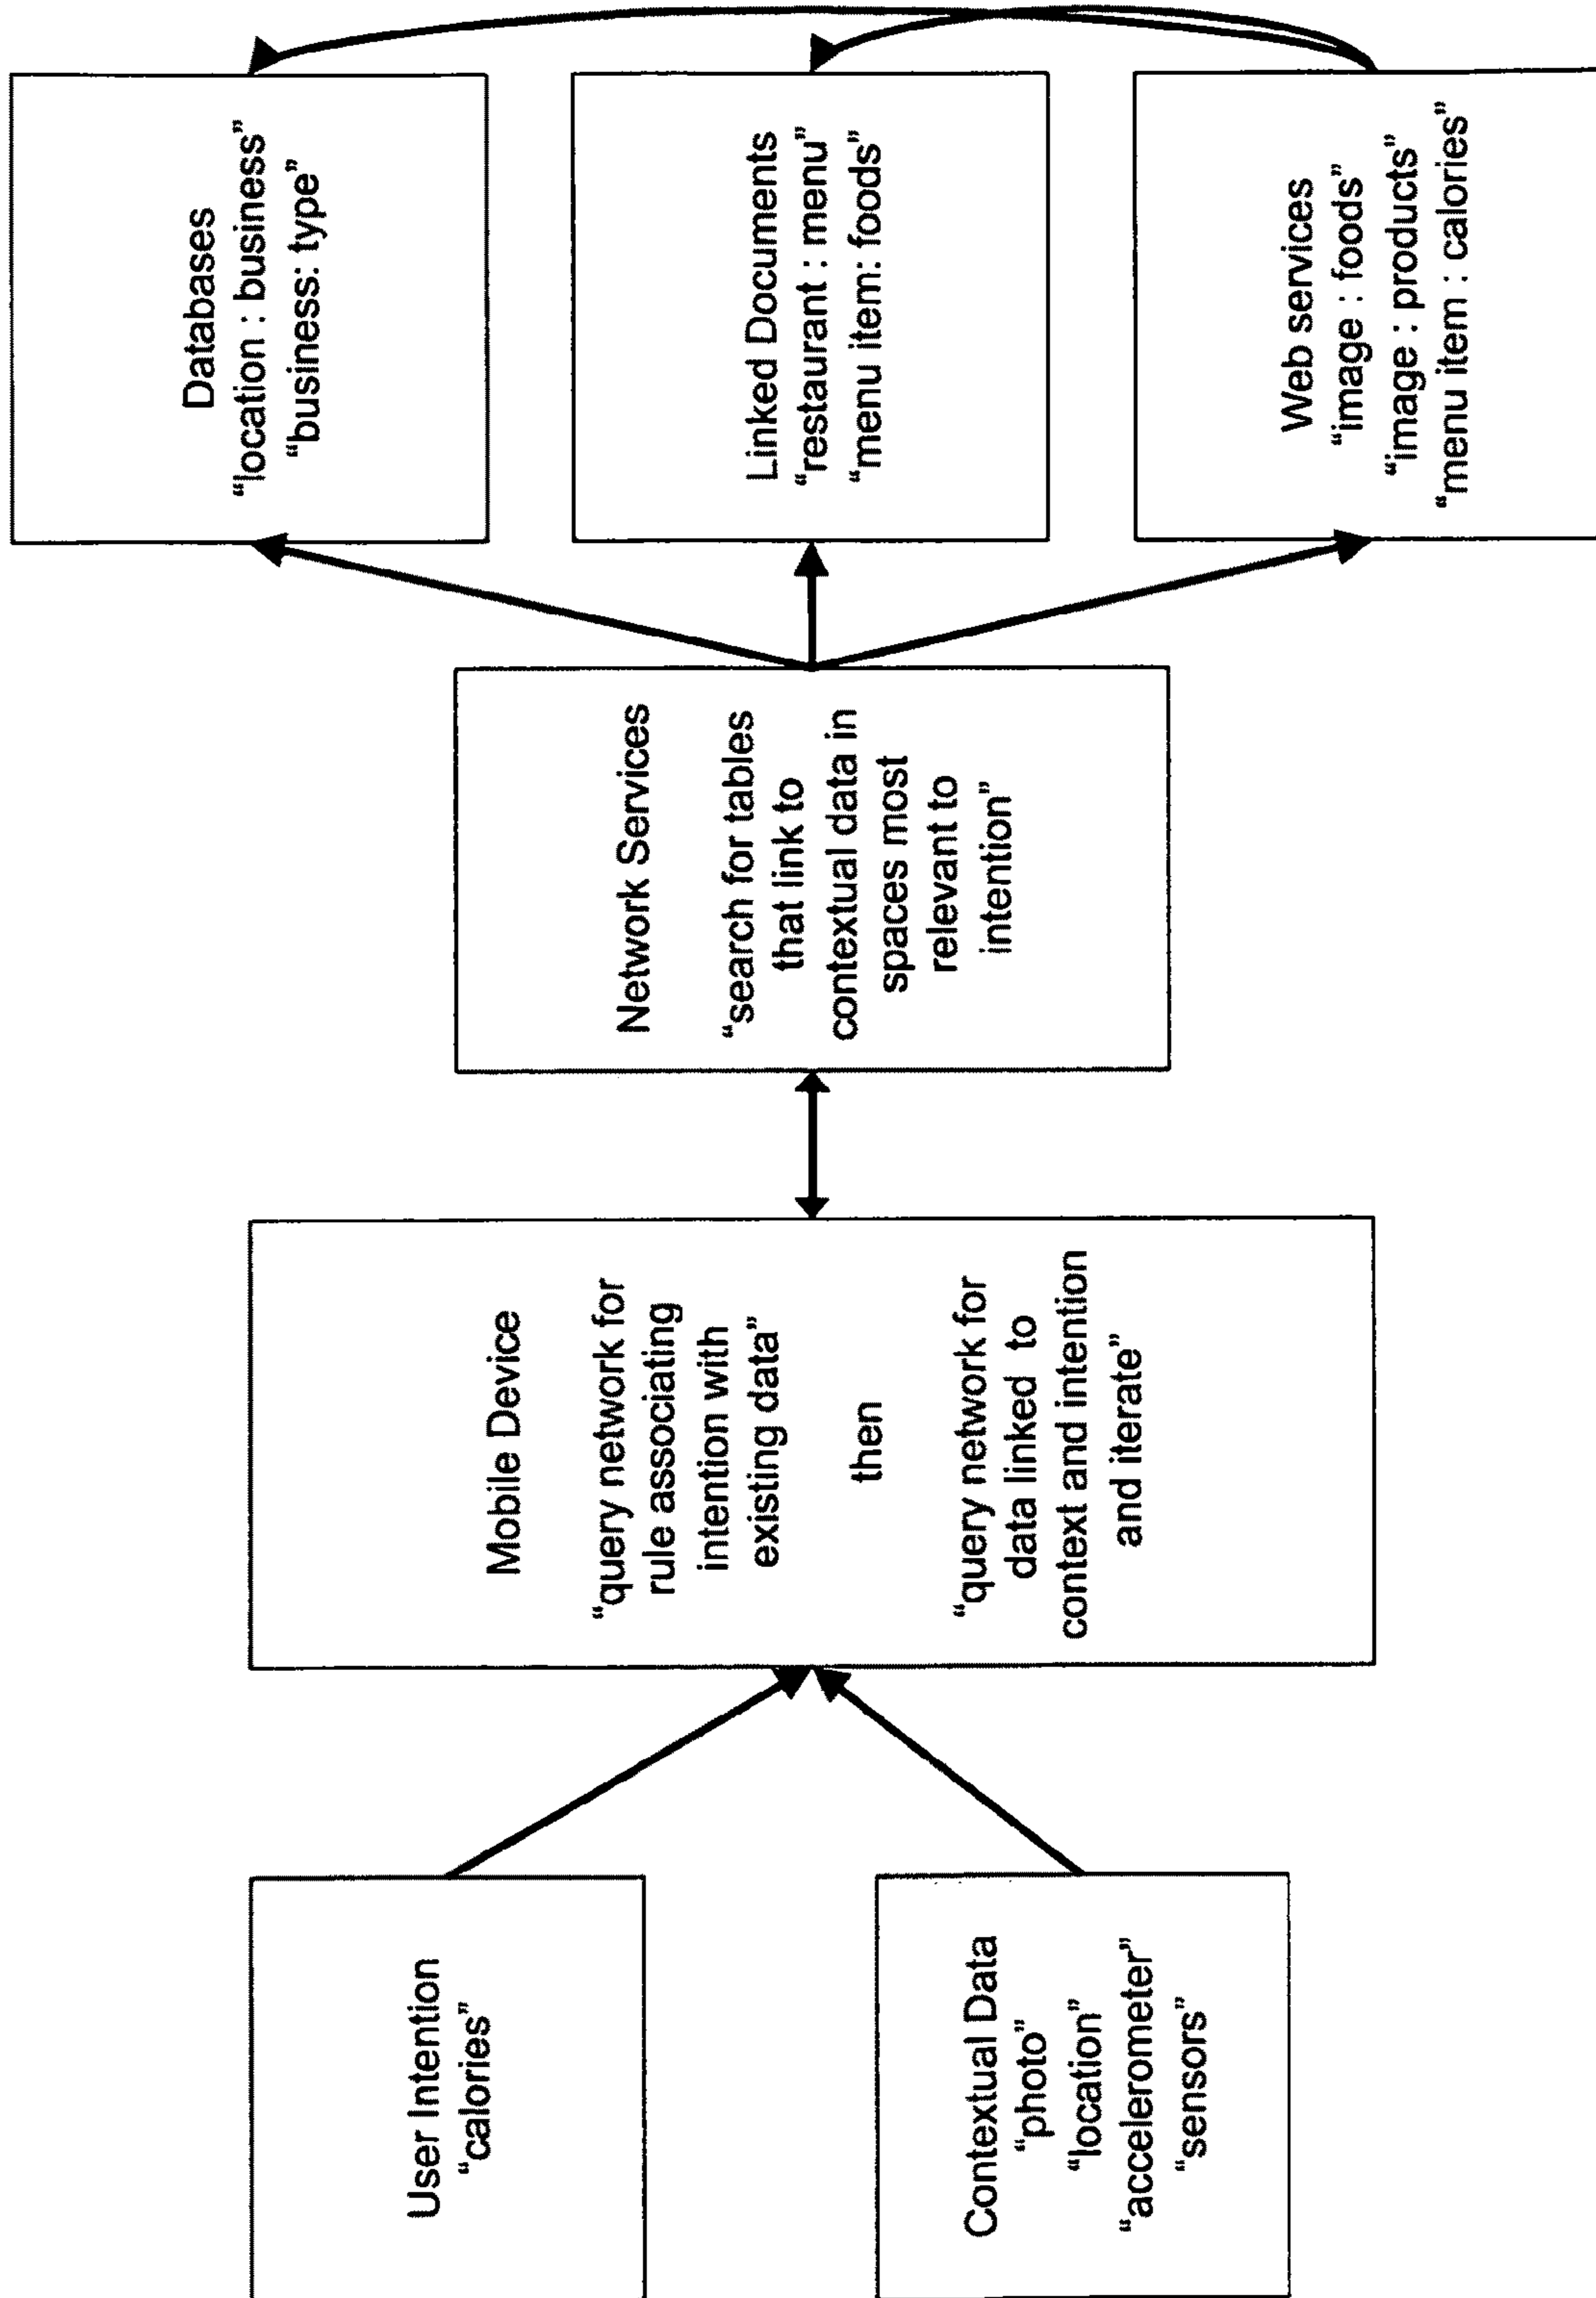 User Intention
“calories”
Contextual Data
“photo”
“location”
“accelerometer”
“sensors”
Mobile Device
“query network for
rule associating
intention with
existing data”
then
“query network for
data linked to
context and intention
and iterate”
Network Services
“search for tables
that link to
contextual data in
spaces most
relevant to
intention”
Databases
“location : business”
“business: type”
Linked Documents
“restaurant : menu”
“menu item: foods”
Web services
“image : foods”
“image : products”
“menu item : calories”